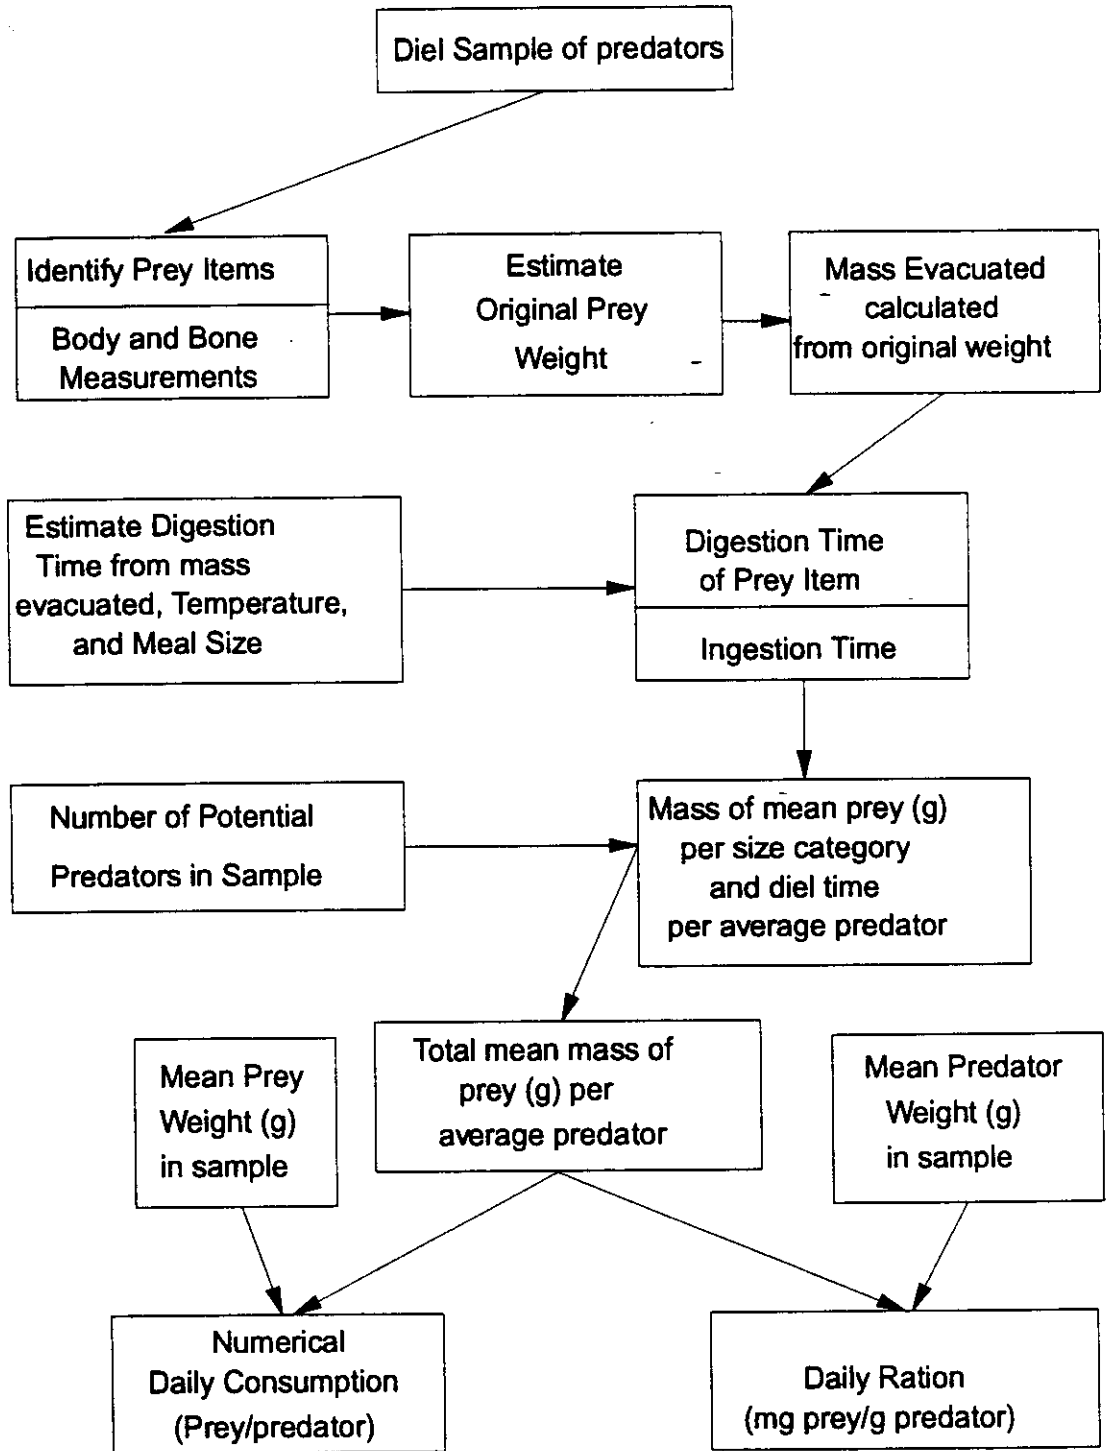 Diel Sample of predators
Identify Prey Items
Body and Bone
Measurements
Estimate
Original Prey
Weight
Mass Evacuated
calculated
from original weight
Estimate Digestion
Time from mass
evacuated, Temperature,
and Meal Size
Digestion Time
of Prey Item
Ingestion Time
Number of Potential
Predators in Sample
Mass of mean prey (g)
per size category
and diel time
per average predator
Mean Prey
Weight (g)
in sample
Total mean mass of
prey (g) per
average predator
Mean Predator
Weight (g)
in sample
Numerical
Daily Consumption
(Prey/predator)
Daily Ration
(mg prey/g predator)